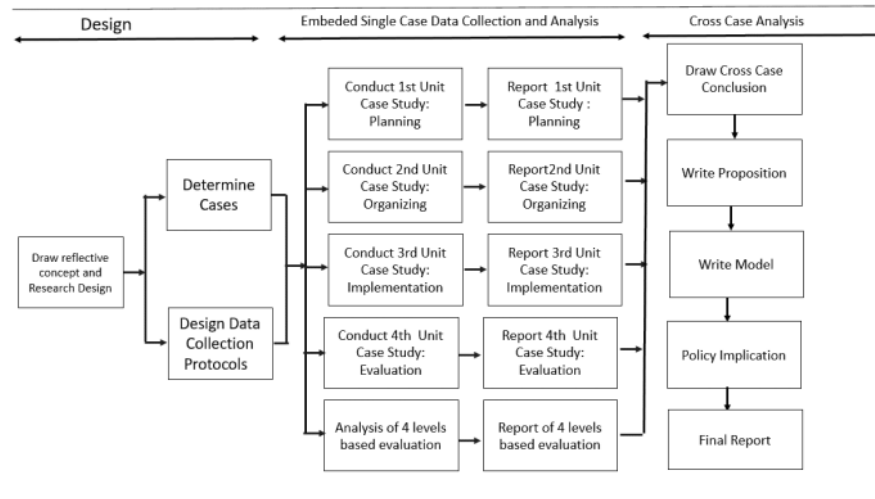 Design
Embeded Single Case Data Collection and Analysis
Cross Case Analysis
Draw reflective
concept and
Research Design
Determine
Cases
Design Data
Collection
Protocols
Conduct 1st Unit
Case Study:
Planning
Report 1st Unit
Case Study :
Planning
Conduct 2nd Unit
Case Study:
Organizing
Report2nd Unit
Case Study:
Organizing
Conduct 3rd Unit
Case Study:
Implementation
Report 3rd Unit
Case Study:
Implementation
Conduct 4th Unit
Case Study:
Evaluation
Report 4th Unit
Case Study:
Evaluation
Analysis of 4 levels
based evaluation
Report of 4 levels
based evaluation
Draw Cross Case
Conclusion
Write Proposition
Write Model
Policy Implication
Final Report